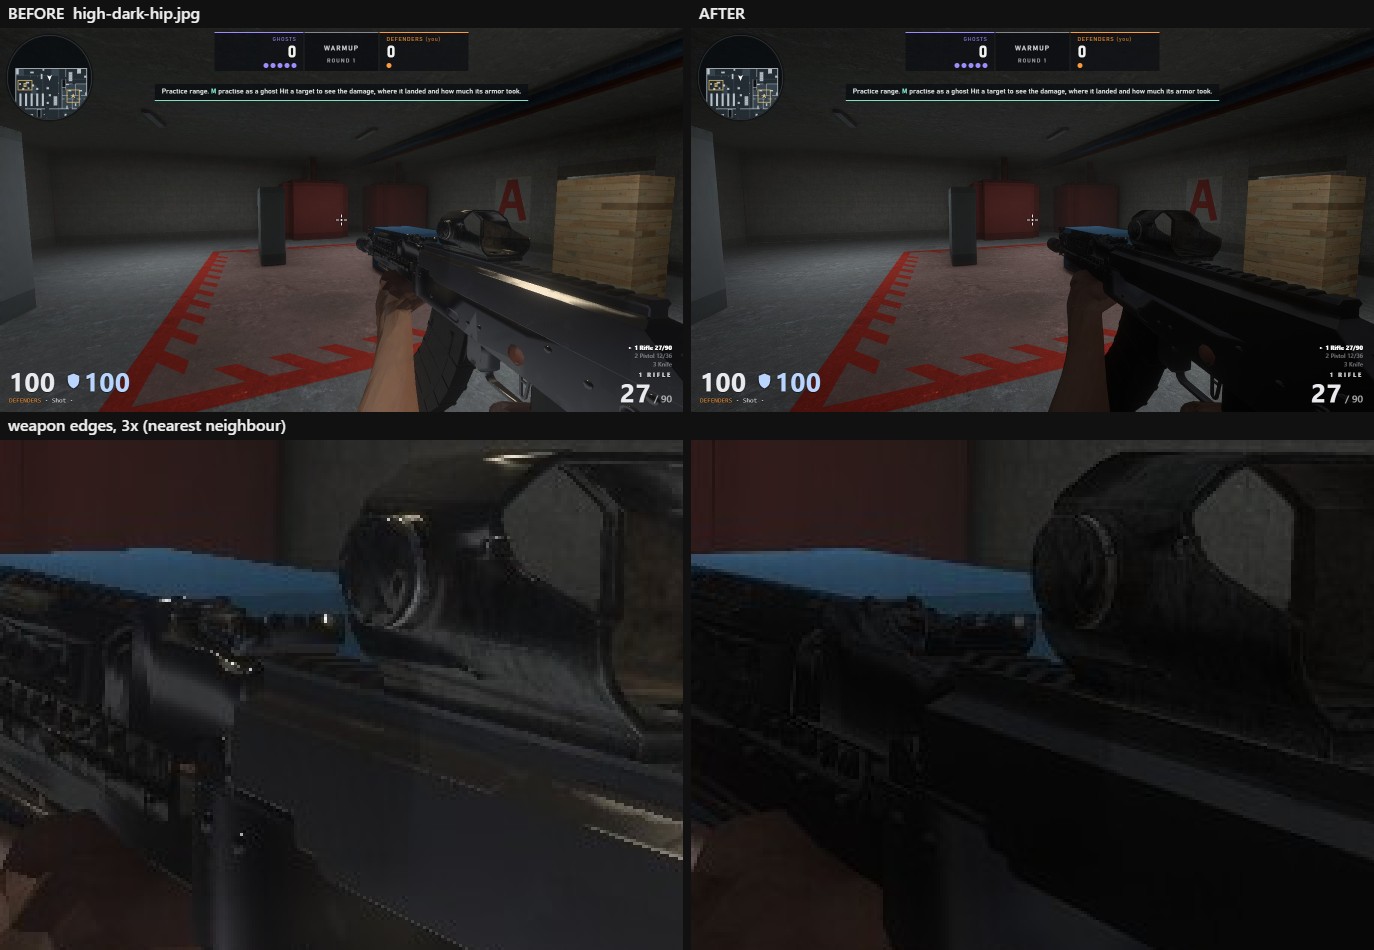 BEFORE high-dark-hip.jpg
AFTER
GHOSTS
0
WARMUP
ROUND 1
DEFENDERS (you)
0
Practice range. M practise as a ghost Hit a target to see the damage, where it landed and how much its armor took.
A
• 1 Rifle 27/90
2 Pistol 12/36
3 Knife
1 RIFLE
27 / 90
100 100
DEFENDERS - Shot -
GHOSTS
0
WARMUP
ROUND 1
DEFENDERS (you)
0
Practice range. M practise as a ghost Hit a target to see the damage, where it landed and how much its armor took.
A
• 1 Rifle 27/90
2 Pistol 12/36
3 Knife
1 RIFLE
27 / 90
100 100
DEFENDERS - Shot -
weapon edges, 3x (nearest neighbour)